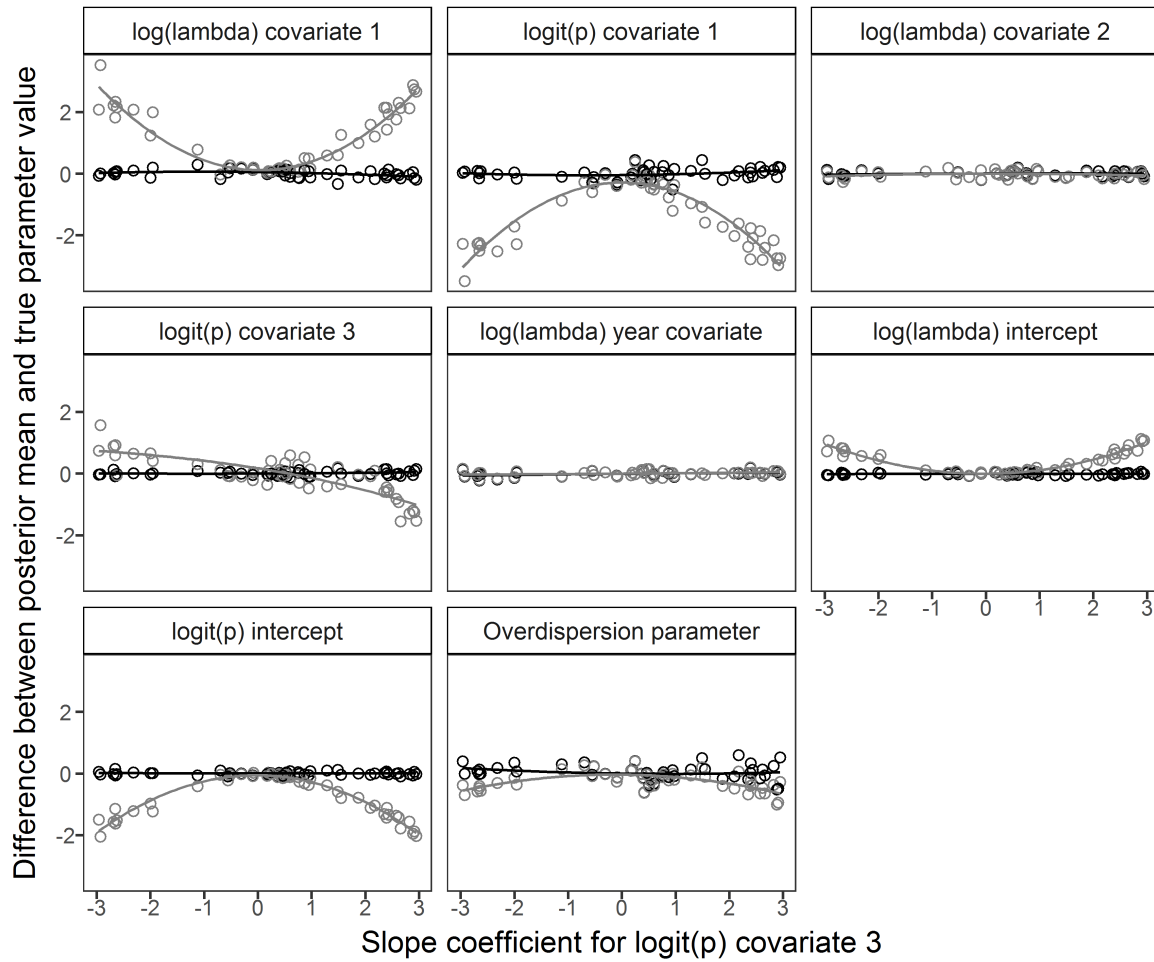 log(lambda) covariate 1
logit(p) covariate 1
log(lambda) covariate 2
2
0
-2
logit(p) covariate 3
log(lambda) year covariate
log(lambda) intercept
2
0
-2
-3 -2 -1 0 1 2 3
logit(p) intercept
Overdispersion parameter
2
0
-2
-3 -2 -1 0 1 2 3
-3 -2 -1 0 1 2 3
Difference between posterior mean and true parameter value
Slope coefficient for logit(p) covariate 3